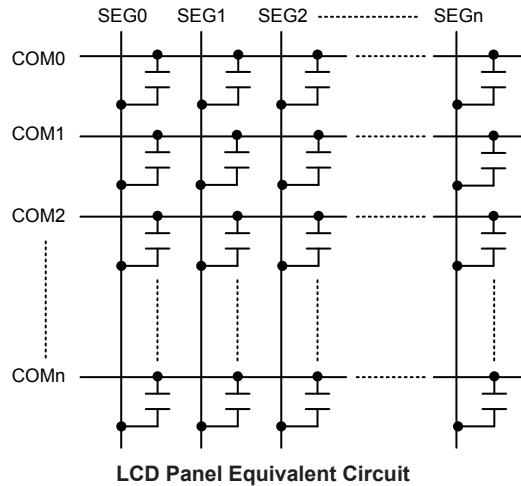 SEG0 SEG1 SEG2 SEGn
COM0
COM1
COM2
COMn
LCD Panel Equivalent Circuit